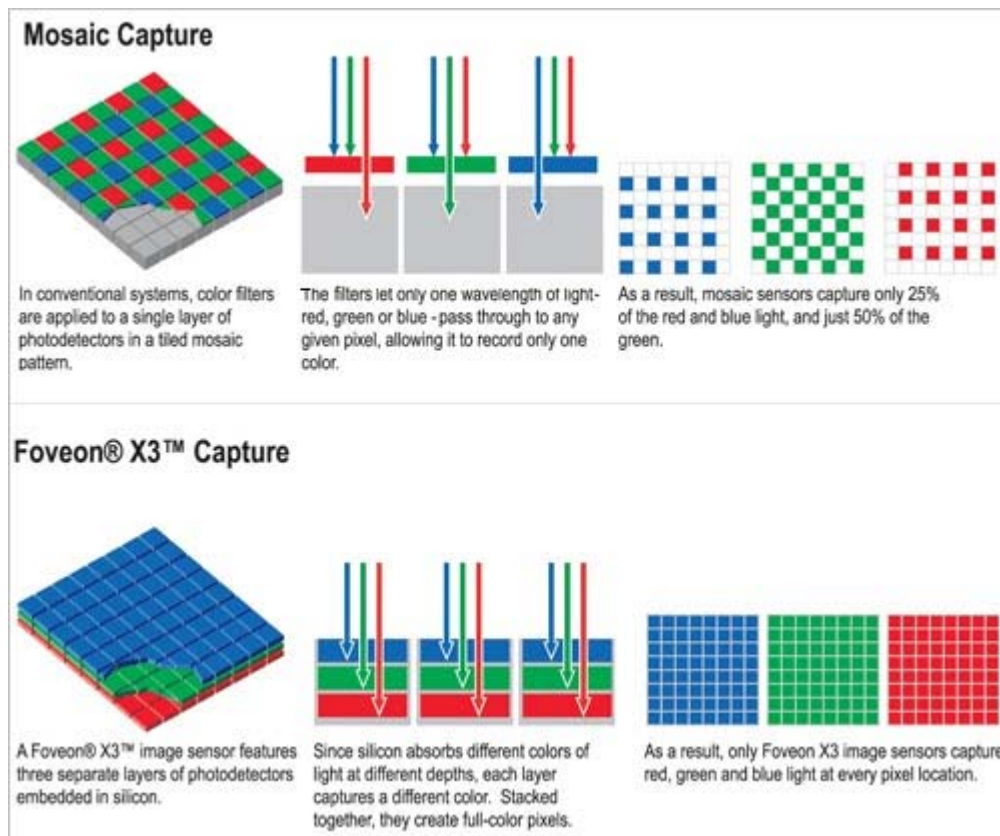 Mosaic Capture
In conventional systems, color filters
are applied to a single layer of
photodetectors in a tiled mosaic
pattern.
The filters let only one wavelength of light-
red, green or blue - pass through to any
given pixel, allowing it to record only one
color.
As a result, mosaic sensors capture only 25%
of the red and blue light, and just 50% of the
green.
Foveon® X3™ Capture
A Foveon® X3™ image sensor features
three separate layers of photodetectors
embedded in silicon.
Since silicon absorbs different colors of
light at different depths, each layer
captures a different color. Stacked
together, they create full-color pixels.
As a result, only Foveon X3 image sensors capture
red, green and blue light at every pixel location.